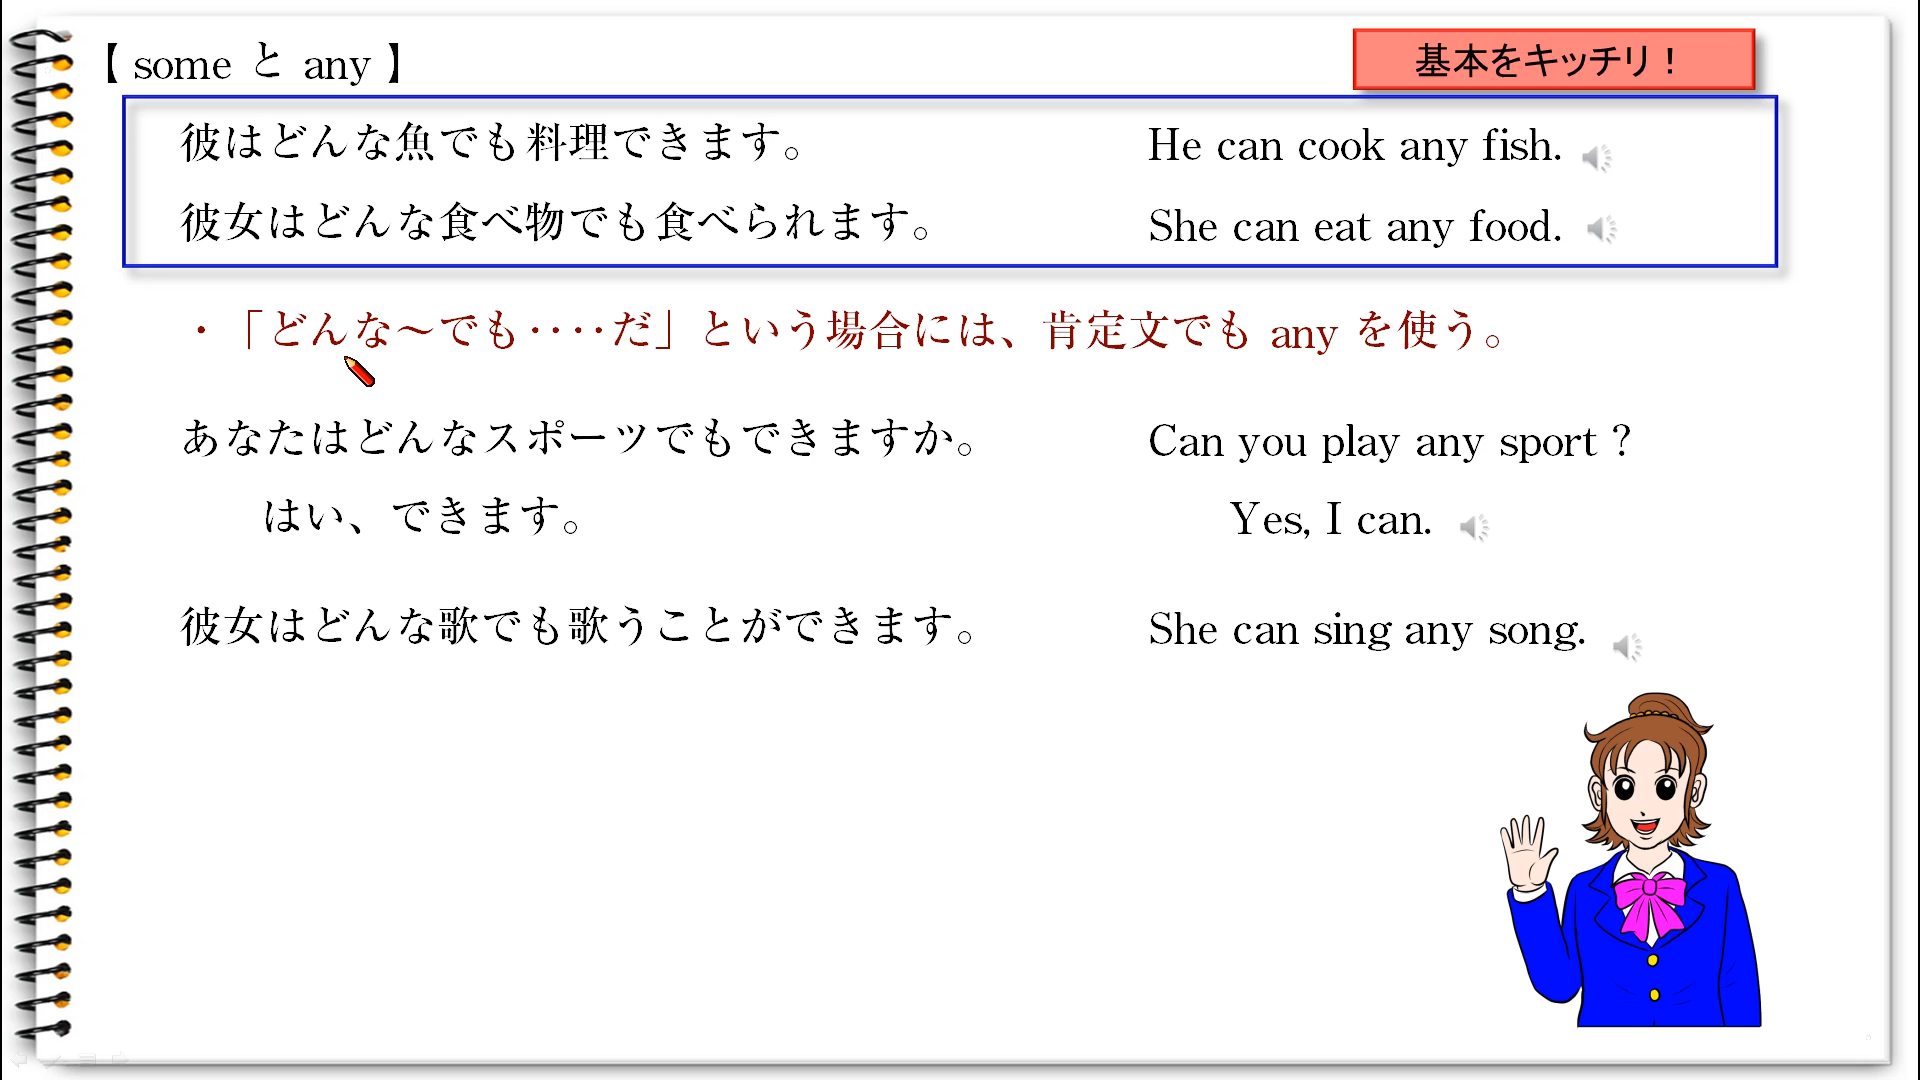 【 some と any 】
基本をキッチリ！
彼はどんな魚でも料理できます。 He can cook any fish.
彼女はどんな食べ物でも食べられます。 She can eat any food.
・「どんな～でも‥‥だ」という場合には、肯定文でも any を使う。
あなたはどんなスポーツでもできますか。 Can you play any sport ?
はい、できます。 Yes, I can.
彼女はどんな歌でも歌うことができます。 She can sing any song.